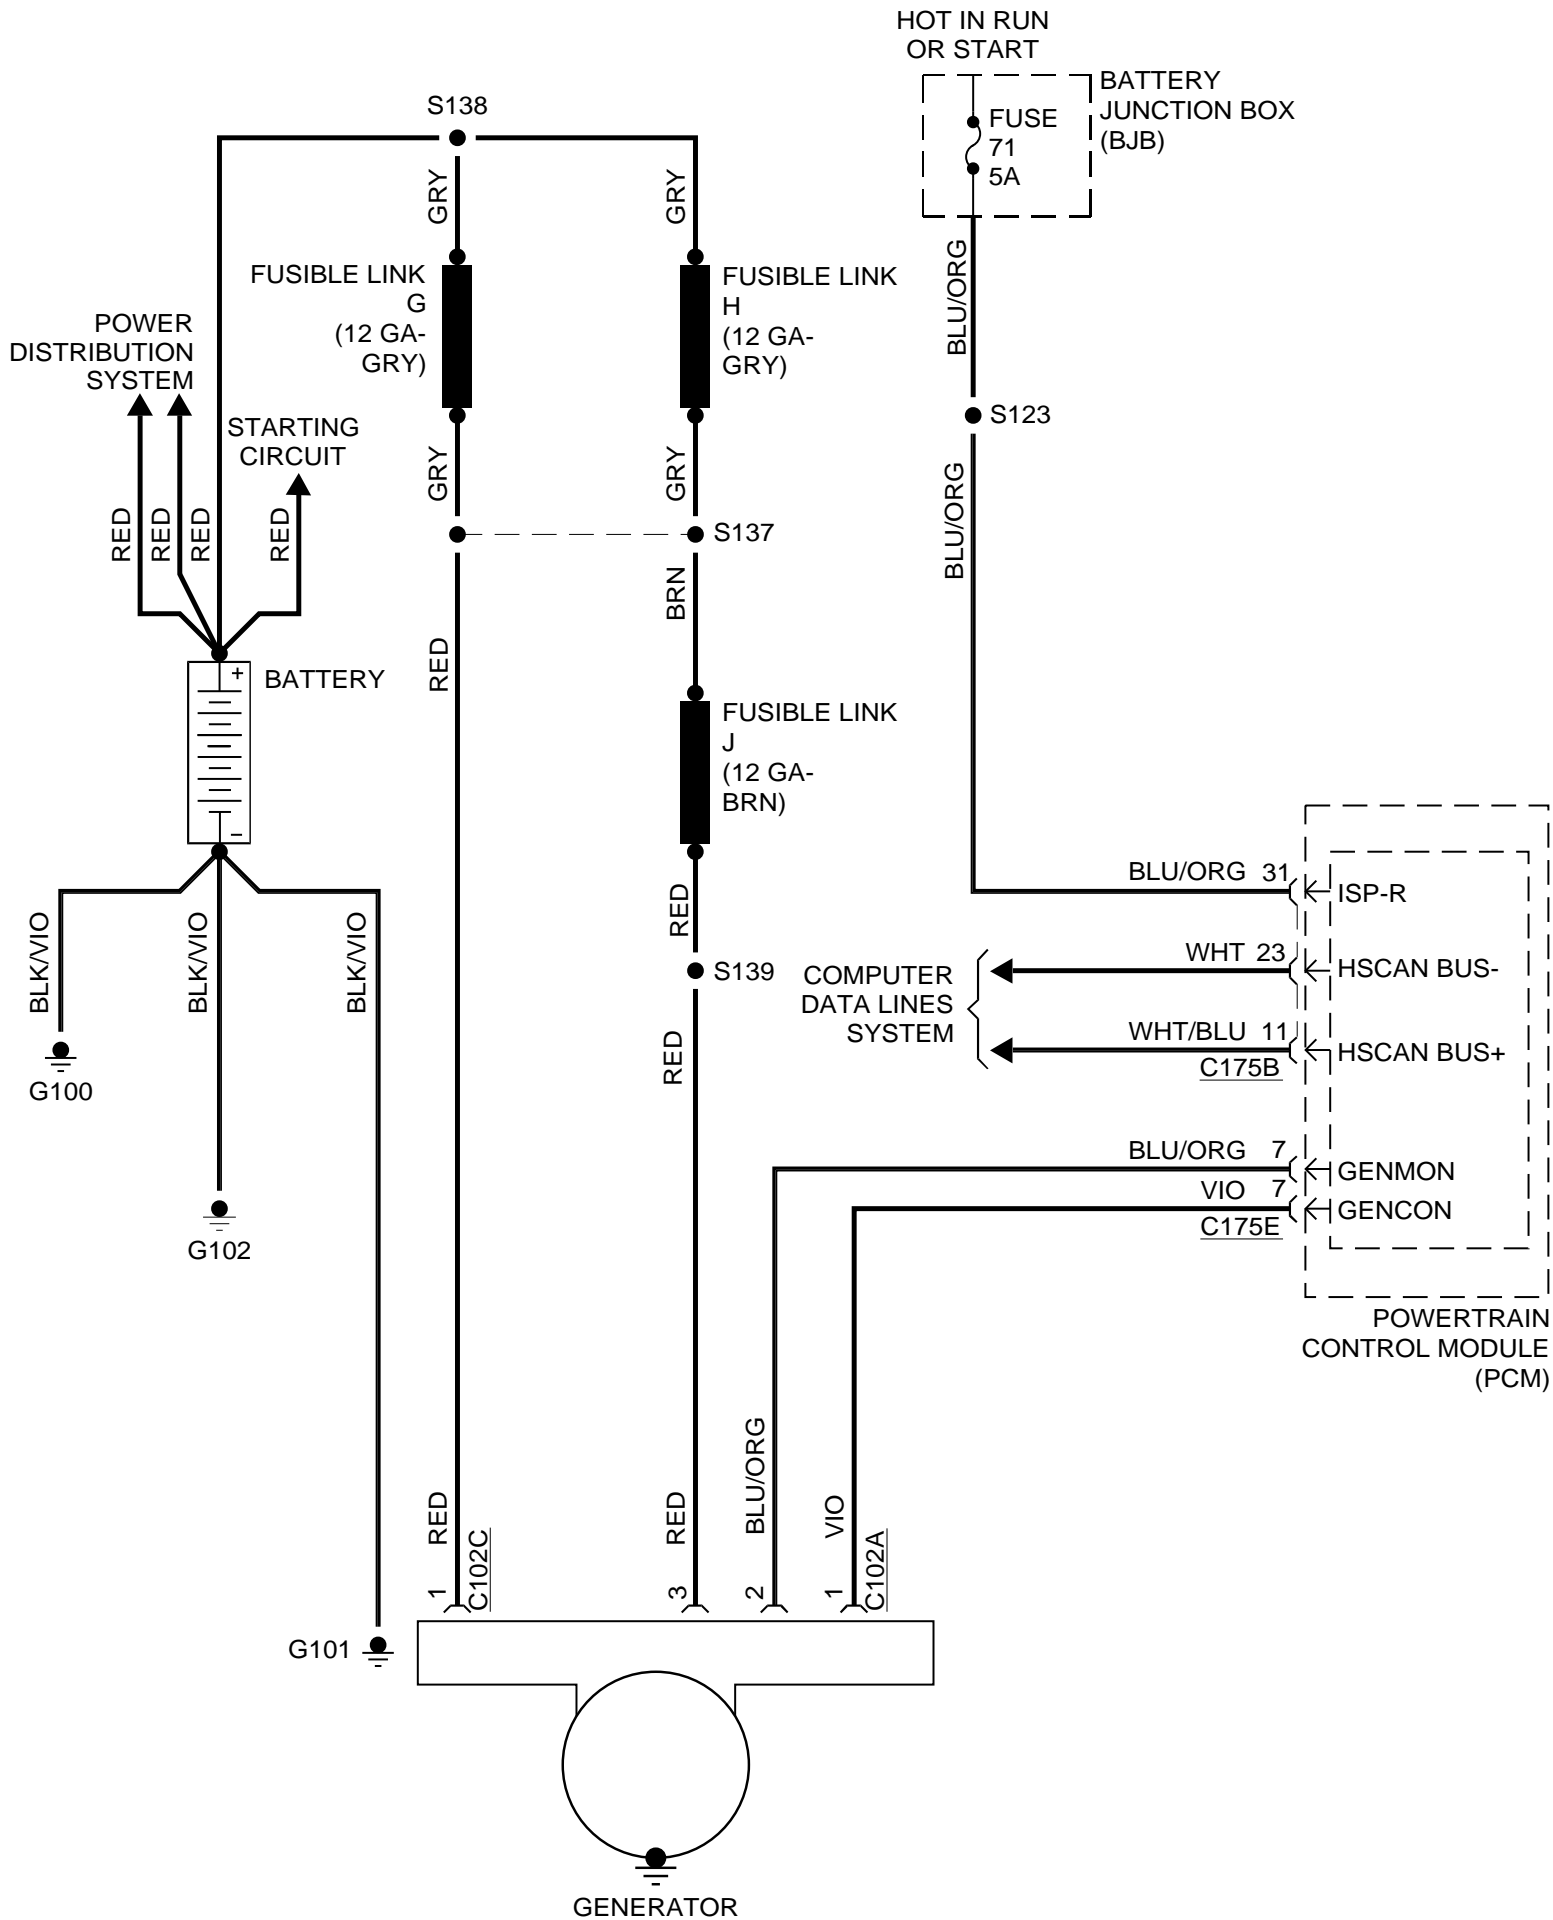 HOT IN RUN
OR START
BATTERY
JUNCTION BOX
(BJB)
FUSE
71
5A
S138
GRY
GRY
BLU/ORG
FUSIBLE LINK
G
(12 GA-
GRY)
FUSIBLE LINK
H
(12 GA-
GRY)
POWER
DISTRIBUTION
SYSTEM
STARTING
CIRCUIT
S123
RED
RED
RED
RED
GRY
GRY
BLU/ORG
S137
BRN
RED
+
BATTERY
−
FUSIBLE LINK
J
(12 GA-
BRN)
BLU/ORG 31
ISP-R
BLK/VIO
BLK/VIO
BLK/VIO
RED
S139
COMPUTER
DATA LINES
SYSTEM
WHT 23
HSCAN BUS-
WHT/BLU 11
HSCAN BUS+
C175B
G100
RED
BLU/ORG 7
GENMON
VIO 7
GENCON
C175E
G102
POWERTRAIN
CONTROL MODULE
(PCM)
RED
RED
BLU/ORG
VIO
1
C102C
3
2
1
C102A
G101
GENERATOR